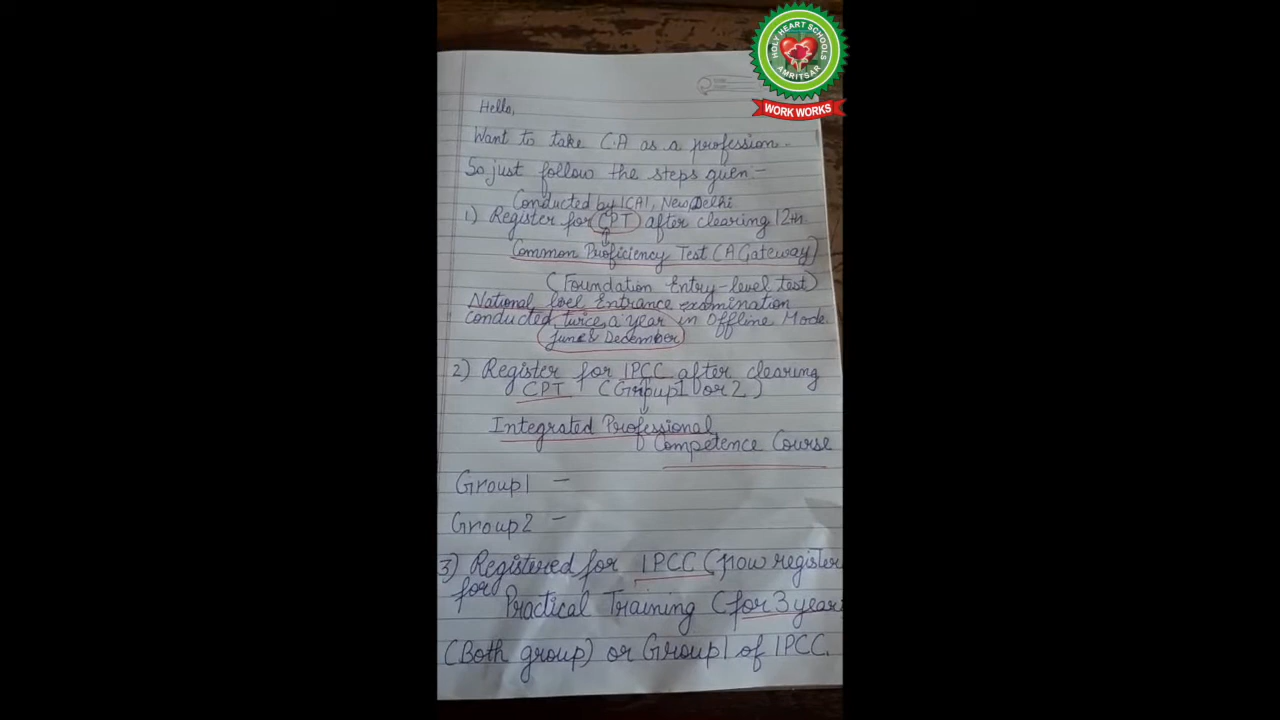 HOLY HEART SCHOOLS
AMRITSAR
WORK WORKS
Hello,
Want to take C.A as a profession.
So just follow the steps given:-
Conducted by ICAI, New Delhi
1) Register for CPT after clearing 12th.
Common Proficiency Test (A Gateway)
(Foundation Entry-level test)
National level Entrance examination
conducted twice a year in Offline Mode
June & December
2) Register for IPCC after clearing
CPT (Group1 or 2)
Integrated Professional
Competence Course
Group1 -
Group2 -
3) Registered for IPCC (now register
for
Practical Training (for 3 year
(Both group) or Group1 of IPCC.